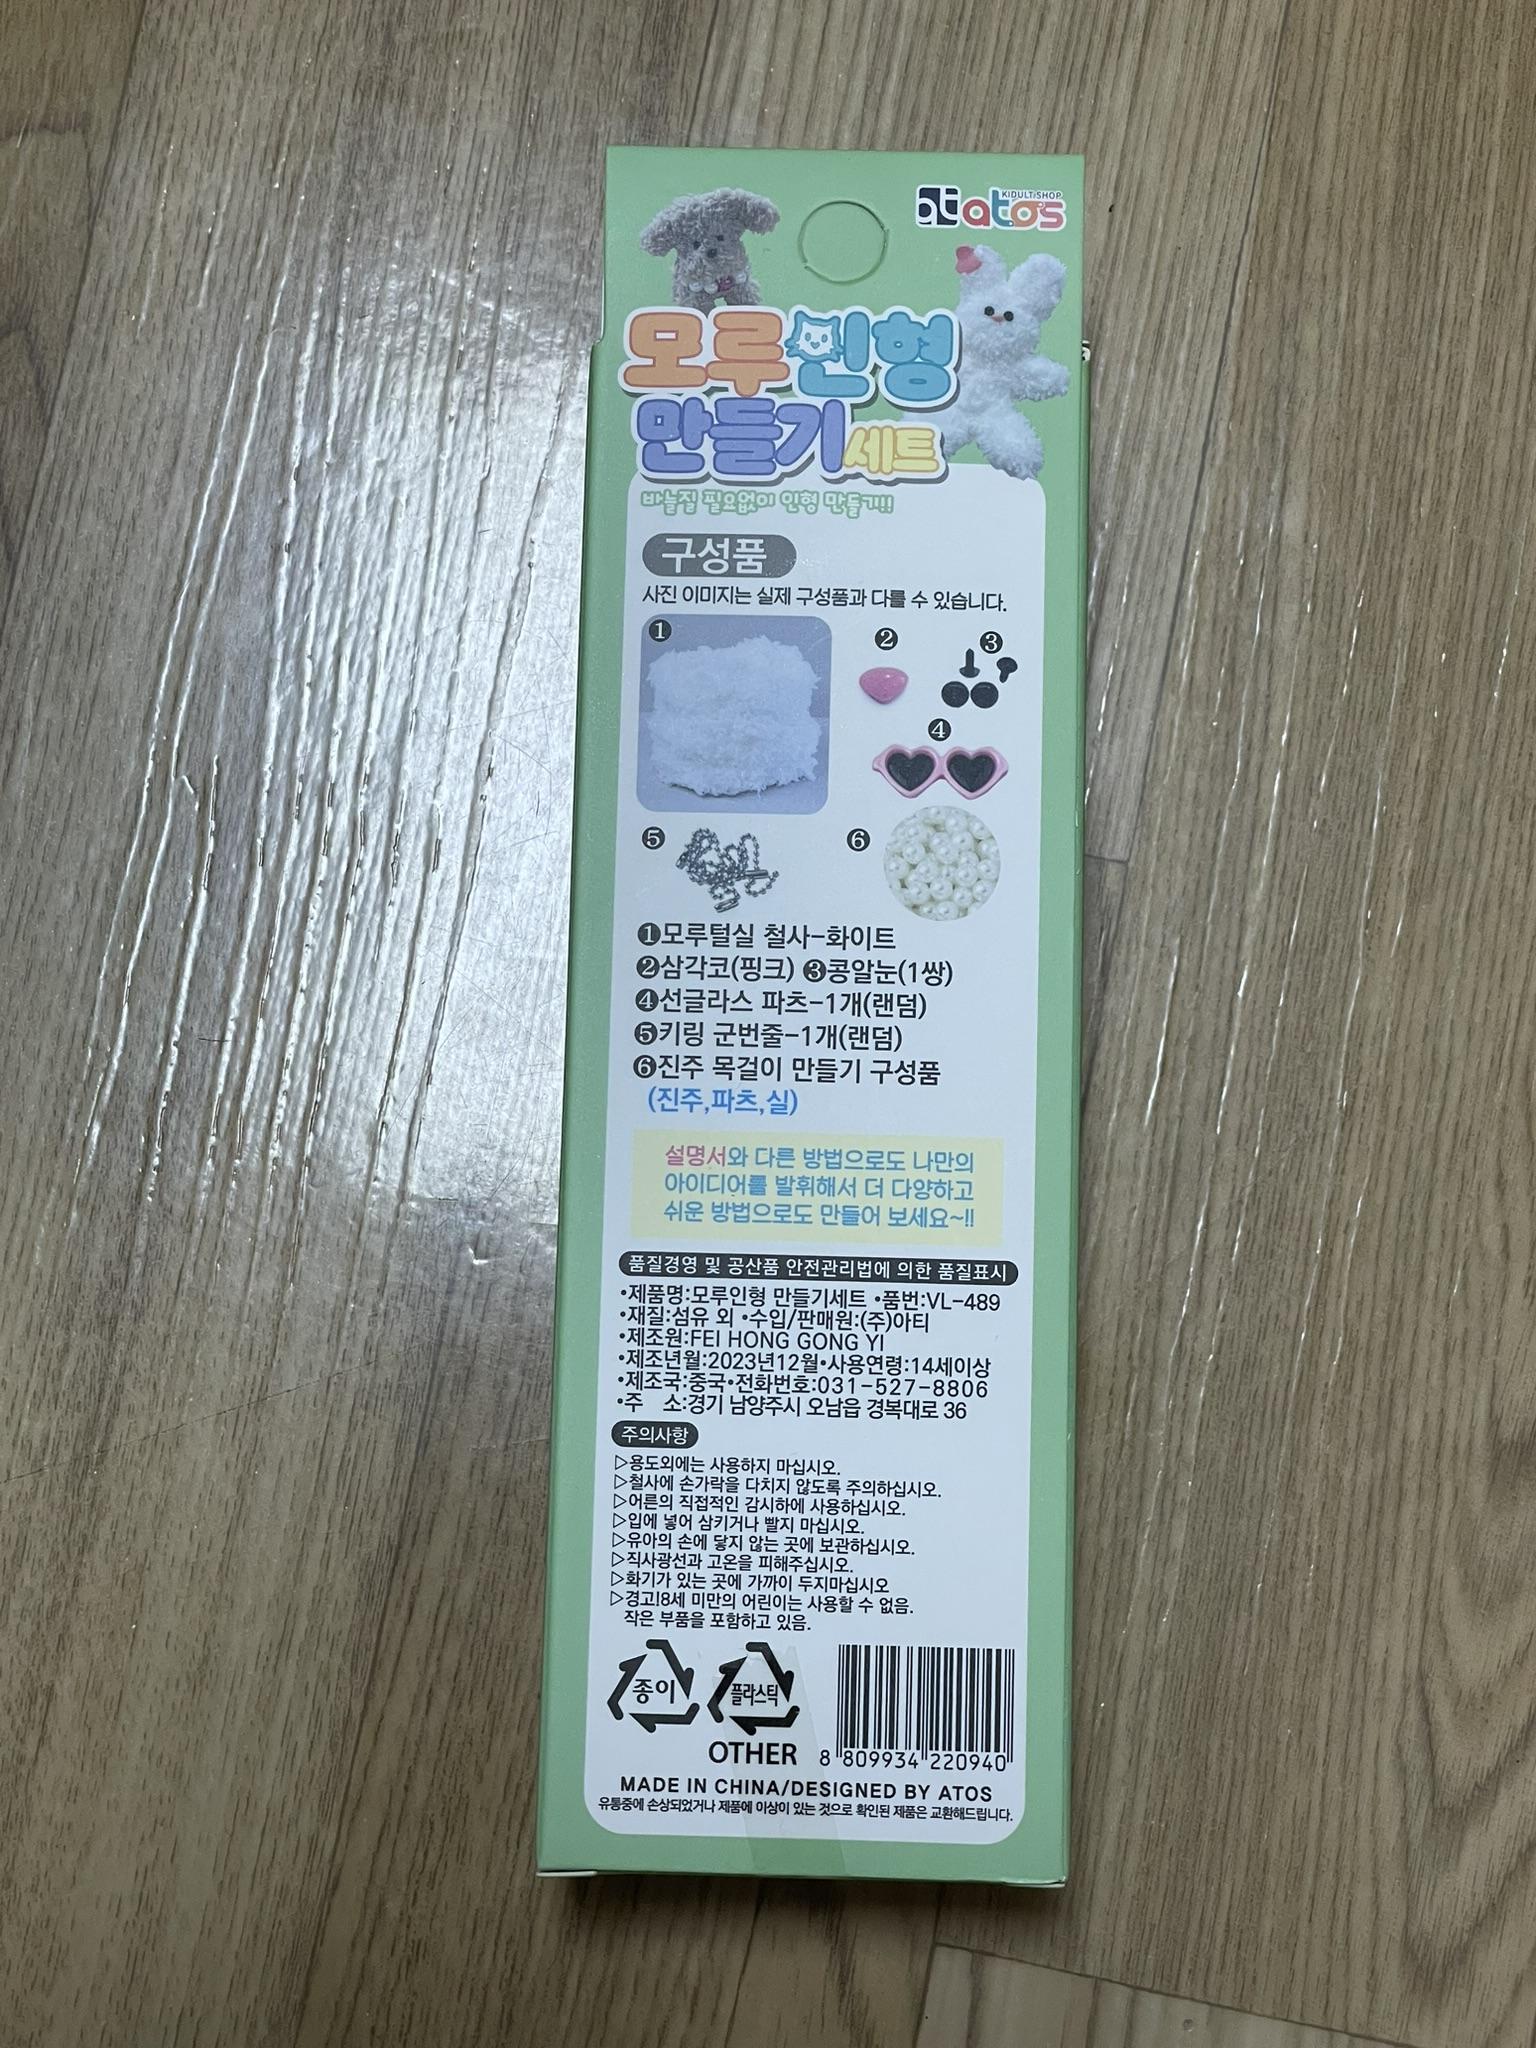 at atos
KIDULT SHOP
모루인형
만들기세트
바늘질 필요없이 인형 만들기!!
구성품
사진 이미지는 실제 구성품과 다를 수 있습니다.
❶
❷
❸
❹
❺
❻
❶모루털실 철사-화이트
❷삼각코(핑크) ❸콩알눈(1쌍)
❹선글라스 파츠-1개(랜덤)
❺키링 군번줄-1개(랜덤)
❻진주 목걸이 만들기 구성품
(진주,파츠,실)
설명서와 다른 방법으로도 나만의
아이디어를 발휘해서 더 다양하고
쉬운 방법으로도 만들어 보세요~!!
품질경영 및 공산품 안전관리법에 의한 품질표시
•제품명:모루인형 만들기세트 •품번:VL-489
•재질:섬유 외 •수입/판매원:(주)아티
•제조원:FEI HONG GONG YI
•제조년월:2023년12월•사용연령:14세이상
•제조국:중국•전화번호:031-527-8806
•주 소:경기 남양주시 오남읍 경복대로 36
주의사항
▷용도외에는 사용하지 마십시오.
▷철사에 손가락을 다치지 않도록 주의하십시오.
▷어른의 직접적인 감시하에 사용하십시오.
▷입에 넣어 삼키거나 빨지 마십시오.
▷유아의 손에 닿지 않는 곳에 보관하십시오.
▷직사광선과 고온을 피해주십시오.
▷화기가 있는 곳에 가까이 두지마십시오
▷경고!8세 미만의 어린이는 사용할 수 없음.
작은 부품을 포함하고 있음.
종이
플라스틱
OTHER
8 809934 220940
MADE IN CHINA/DESIGNED BY ATOS
유통중에 손상되었거나 제품에 이상이 있는 것으로 확인된 제품은 교환해드립니다.